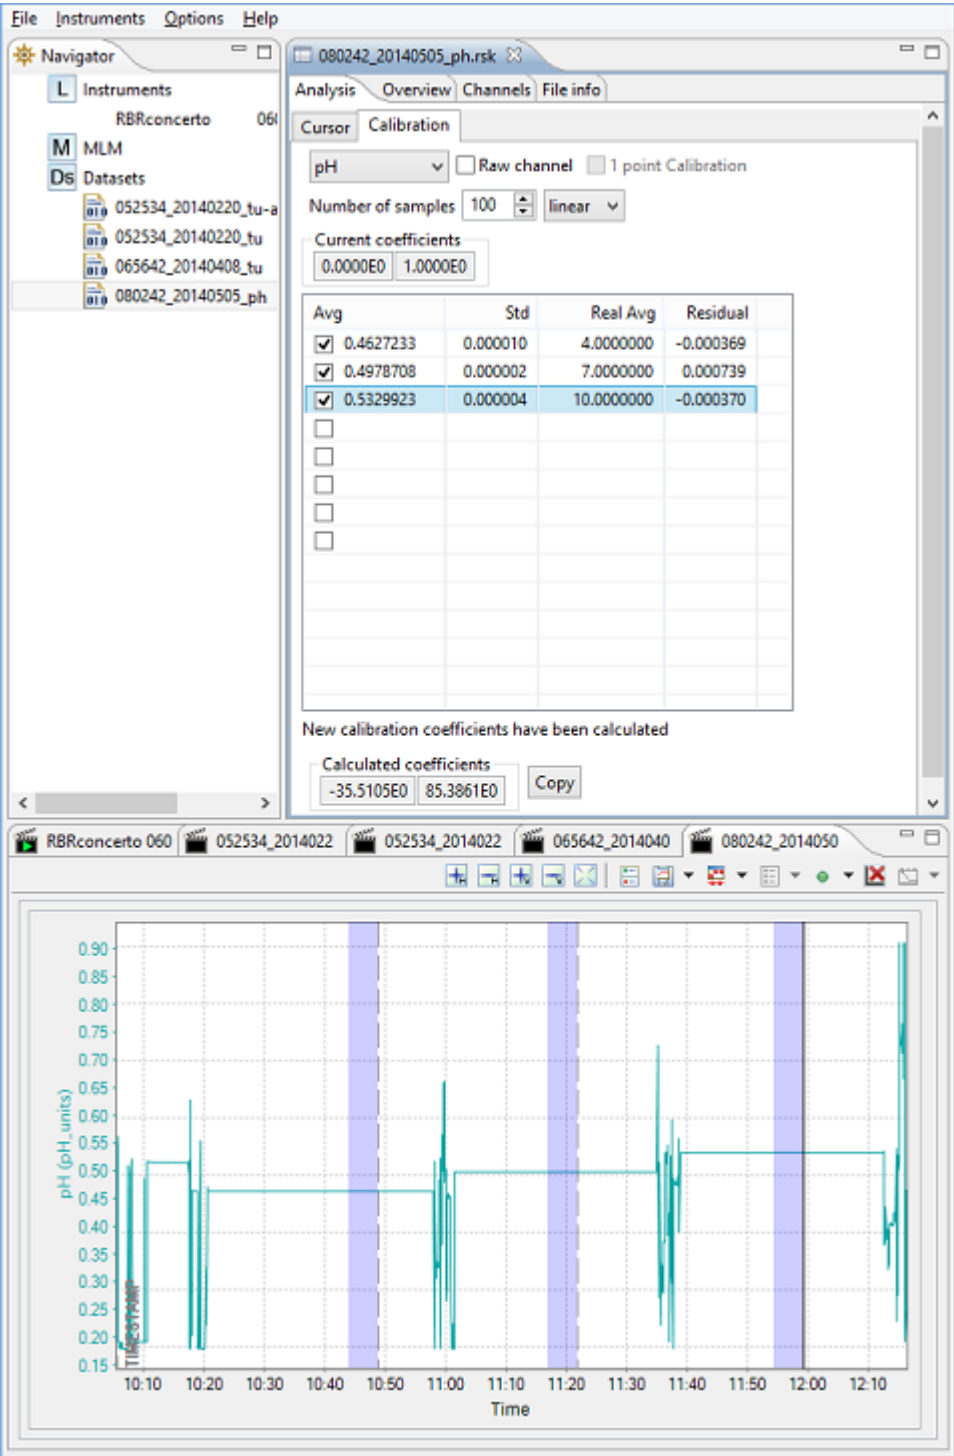 File Instruments Options Help
Navigator
L Instruments
RBRconcerto 060
M MLM
Ds Datasets
052534_20140220_tu-a
052534_20140220_tu
065642_20140408_tu
080242_20140505_ph
080242_20140505_ph.rsk
Analysis Overview Channels File info
Cursor Calibration
pH Raw channel 1 point Calibration
Number of samples 100 linear
Current coefficients
0.0000E0 1.0000E0
Avg Std Real Avg Residual
0.4627233 0.000010 4.0000000 -0.000369
0.4978708 0.000002 7.0000000 0.000739
0.5329923 0.000004 10.0000000 -0.000370
New calibration coefficients have been calculated
Calculated coefficients
-35.5105E0 85.3861E0 Copy
RBRconcerto 060 052534_2014022 052534_2014022 065642_2014040 080242_2014050
pH (pH_units)
0.90
0.85
0.80
0.75
0.70
0.65
0.60
0.55
0.50
0.45
0.40
0.35
0.30
0.25
0.20
0.15
TIMESTAMP
10:10 10:20 10:30 10:40 10:50 11:00 11:10 11:20 11:30 11:40 11:50 12:00 12:10
Time